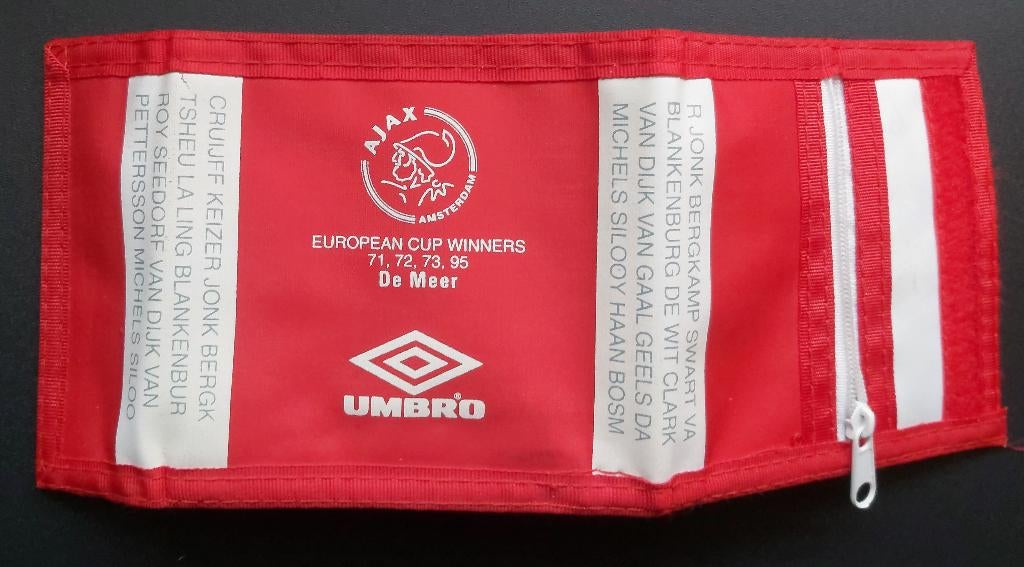 CRUIJFF KEIZER JONK BERGK
TSHEU LA LING BLANKENBUR
ROY SEEDORF VAN DIJK VAN
PETTERSSON MICHELS SILOO
AJAX
AMSTERDAM
EUROPEAN CUP WINNERS
71, 72, 73, 95
De Meer
UMBRO®
R JONK BERGKAMP SWART VA
BLANKENBURG DE WIT CLARK
VAN DIJK VAN GAAL GEELS DA
MICHELS SILOOY HAAN BOSM